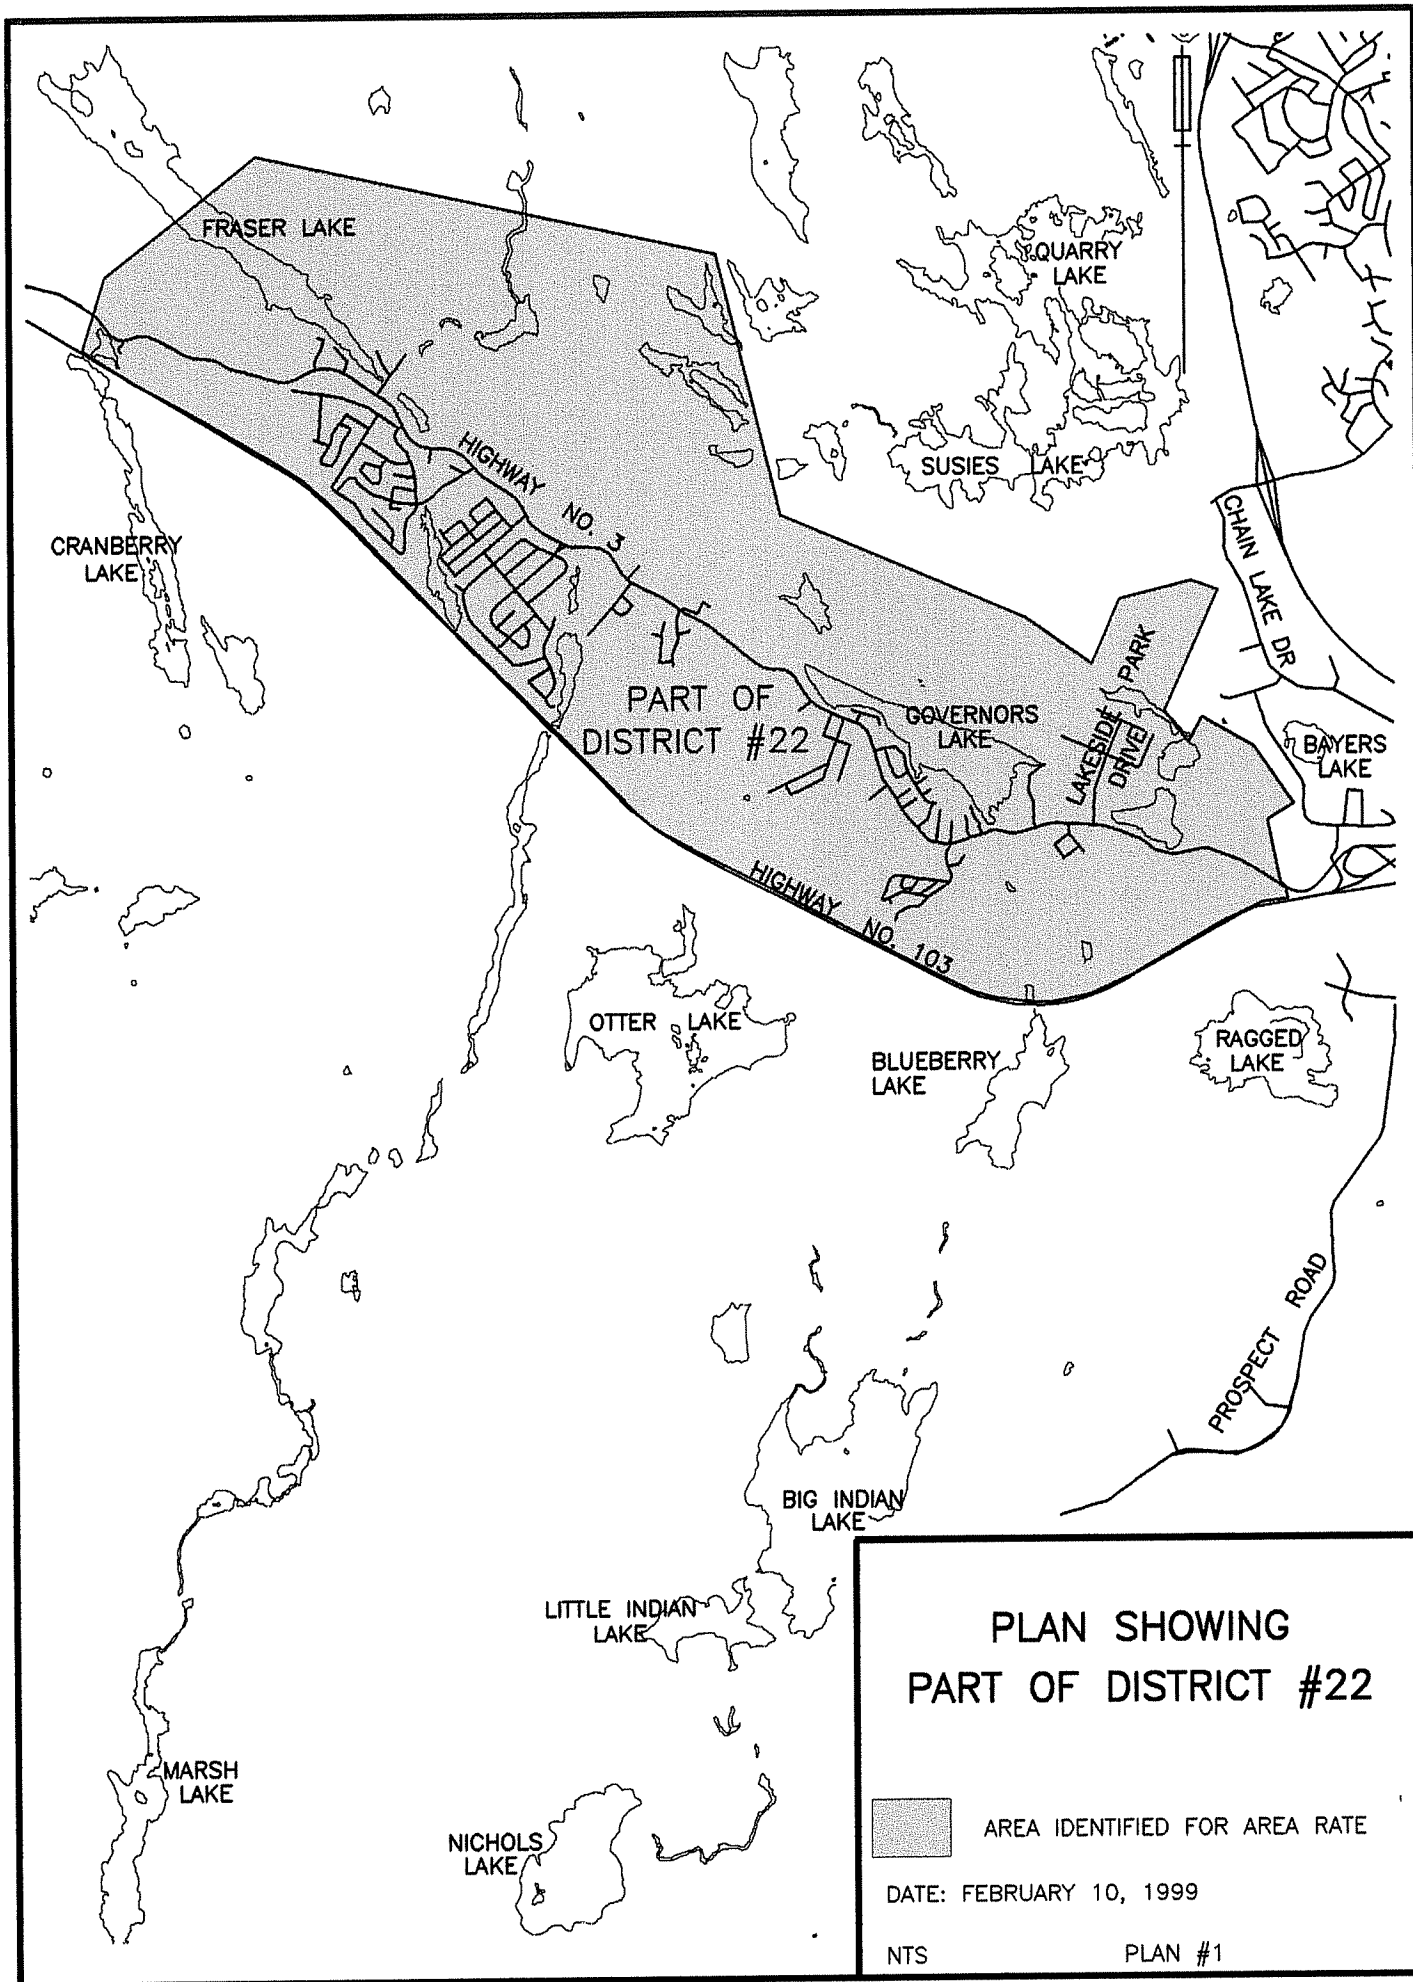 FRASER LAKE
QUARRY
LAKE
HIGHWAY NO. 3
SUSIES LAKE
CRANBERRY
LAKE
CHAIN LAKE DR
PART OF
DISTRICT #22
GOVERNORS
LAKE
LAKESIDE PARK
DRIVE
BAYERS
LAKE
HIGHWAY NO. 103
OTTER LAKE
BLUEBERRY
LAKE
RAGGED
LAKE
PROSPECT ROAD
BIG INDIAN
LAKE
LITTLE INDIAN
LAKE
MARSH
LAKE
NICHOLS
LAKE
PLAN SHOWING
PART OF DISTRICT #22
AREA IDENTIFIED FOR AREA RATE
DATE: FEBRUARY 10, 1999
NTS PLAN #1